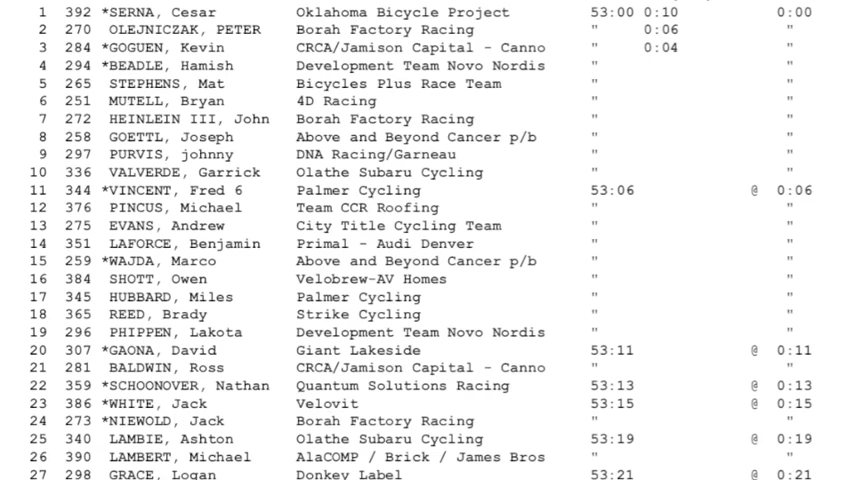 1 392 *SERNA, Cesar Oklahoma Bicycle Project 53:00 0:10 0:00
2 270 OLEJNICZAK, PETER Borah Factory Racing " 0:06 "
3 284 *GOGUEN, Kevin CRCA/Jamison Capital - Canno " 0:04 "
4 294 *BEADLE, Hamish Development Team Novo Nordis " "
5 265 STEPHENS, Mat Bicycles Plus Race Team " "
6 251 MUTELL, Bryan 4D Racing " "
7 272 HEINLEIN III, John Borah Factory Racing " "
8 258 GOETTL, Joseph Above and Beyond Cancer p/b " "
9 297 PURVIS, johnny DNA Racing/Garneau " "
10 336 VALVERDE, Garrick Olathe Subaru Cycling " "
11 344 *VINCENT, Fred 6 Palmer Cycling 53:06 @ 0:06
12 376 PINCUS, Michael Team CCR Roofing " "
13 275 EVANS, Andrew City Title Cycling Team " "
14 351 LAFORCE, Benjamin Primal - Audi Denver " "
15 259 *WAJDA, Marco Above and Beyond Cancer p/b " "
16 384 SHOTT, Owen Velobrew-AV Homes " "
17 345 HUBBARD, Miles Palmer Cycling " "
18 365 REED, Brady Strike Cycling " "
19 296 PHIPPEN, Lakota Development Team Novo Nordis " "
20 307 *GAONA, David Giant Lakeside 53:11 @ 0:11
21 281 BALDWIN, Ross CRCA/Jamison Capital - Canno " "
22 359 *SCHOONOVER, Nathan Quantum Solutions Racing 53:13 @ 0:13
23 386 *WHITE, Jack Velovit 53:15 @ 0:15
24 273 *NIEWOLD, Jack Borah Factory Racing " "
25 340 LAMBIE, Ashton Olathe Subaru Cycling 53:19 @ 0:19
26 390 LAMBERT, Michael AlaCOMP / Brick / James Bros " "
27 298 GRACE, Logan Donkey Label 53:21 @ 0:21